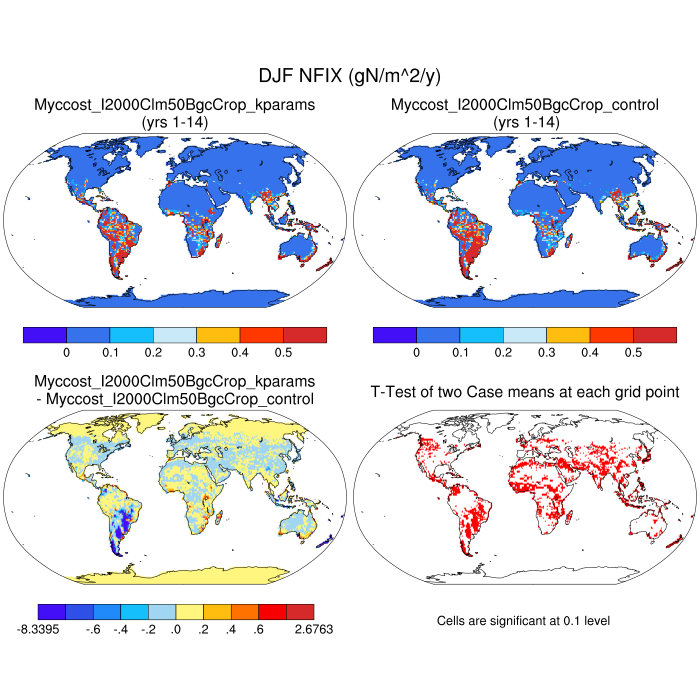 DJF NFIX (gN/m^2/y)
Myccost_I2000Clm50BgcCrop_kparams
(yrs 1-14)
Myccost_I2000Clm50BgcCrop_control
(yrs 1-14)
0 0.1 0.2 0.3 0.4 0.5
0 0.1 0.2 0.3 0.4 0.5
Myccost_I2000Clm50BgcCrop_kparams
- Myccost_I2000Clm50BgcCrop_control
T-Test of two Case means at each grid point
-8.3395 -.6 -.4 -.2 .0 .2 .4 .6 2.6763
Cells are significant at 0.1 level